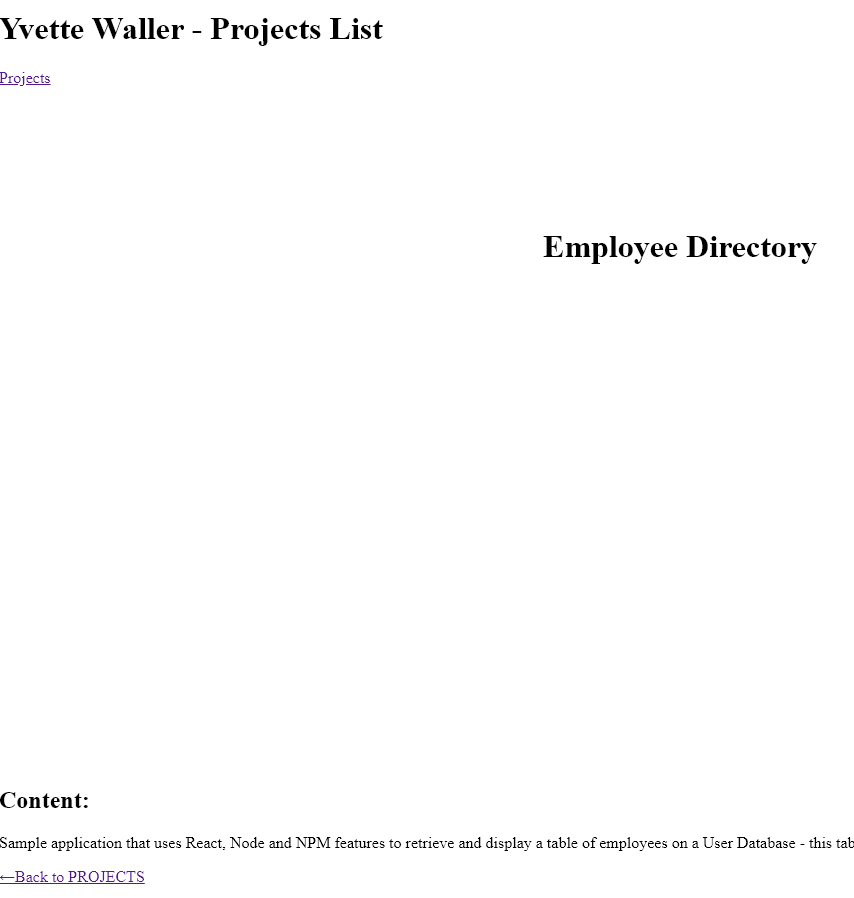 Yvette Waller - Projects List
Projects
Employee Directory
Content:
Sample application that uses React, Node and NPM features to retrieve and display a table of employees on a User Database - this tab
←Back to PROJECTS